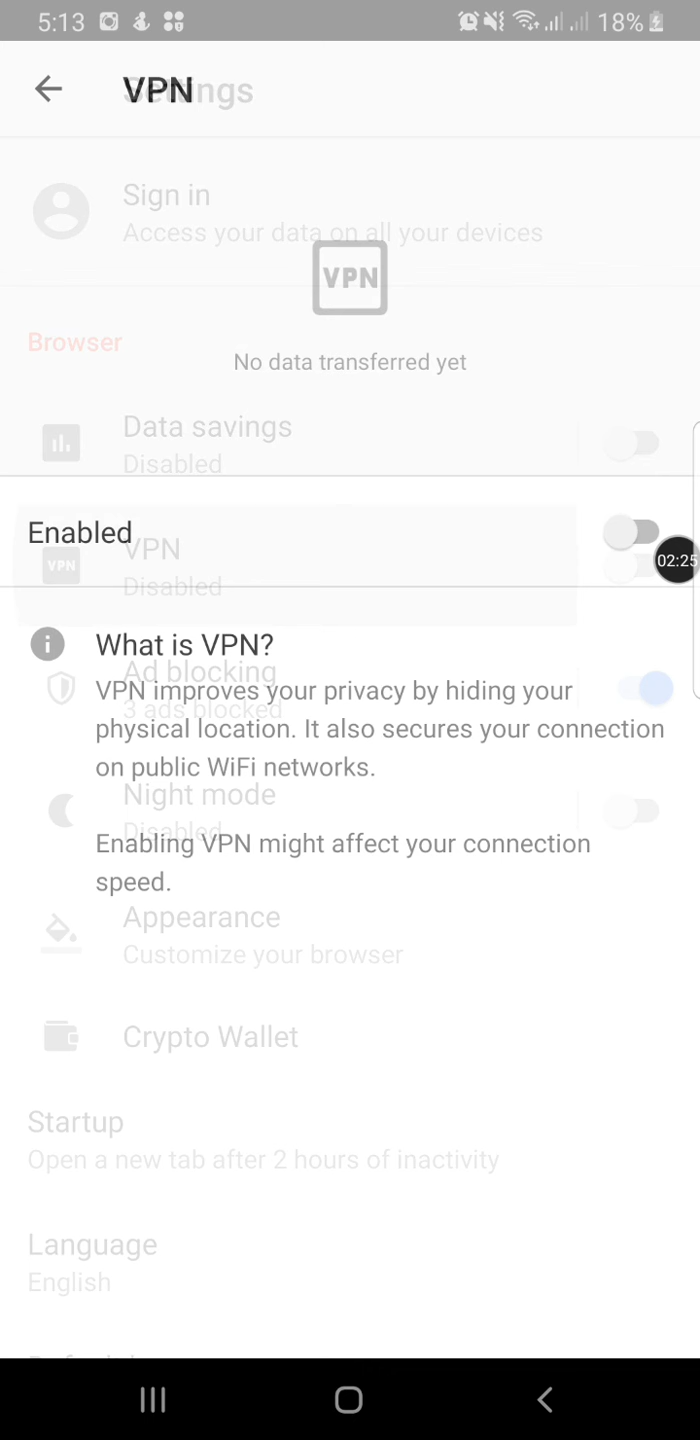 5:13
18%
VPN
Settings
Sign in
Access your data on all your devices
VPN
Browser
No data transferred yet
Data savings
Disabled
Enabled
VPN
VPN
Disabled
02:25
What is VPN?
Ad blocking
VPN improves your privacy by hiding your
3 ads blocked
physical location. It also secures your connection
on public WiFi networks.
Night mode
Disabled
Enabling VPN might affect your connection
speed.
Appearance
Customize your browser
Crypto Wallet
Startup
Open a new tab after 2 hours of inactivity
Language
English